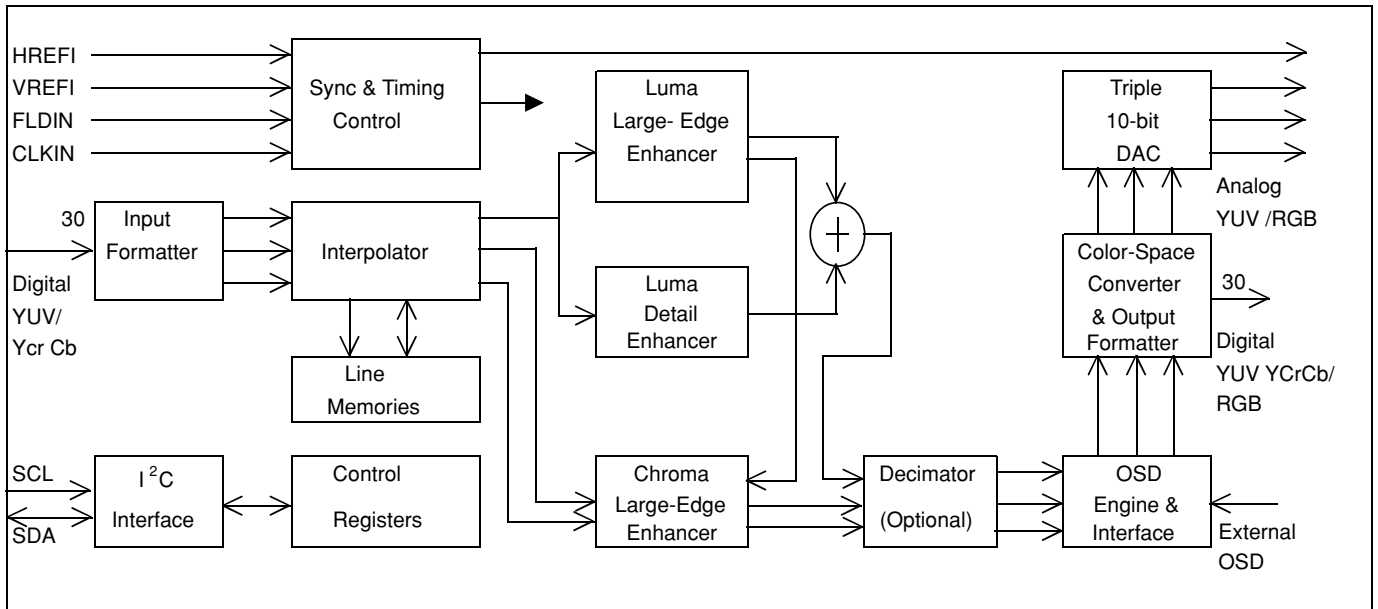 HREFI
VREFI
FLDIN
CLKIN
Sync & Timing
Control
Luma
Large- Edge
Enhancer
Triple
10-bit
DAC
Analog
YUV /RGB
30
Input
Formatter
Digital
YUV/
Ycr Cb
Interpolator
+
Luma
Detail
Enhancer
Color-Space
Converter
& Output
Formatter
30
Digital
YUV YCrCb/
RGB
Line
Memories
SCL
SDA
I ²C
Interface
Control
Registers
Chroma
Large-Edge
Enhancer
Decimator
(Optional)
OSD
Engine &
Interface
External
OSD